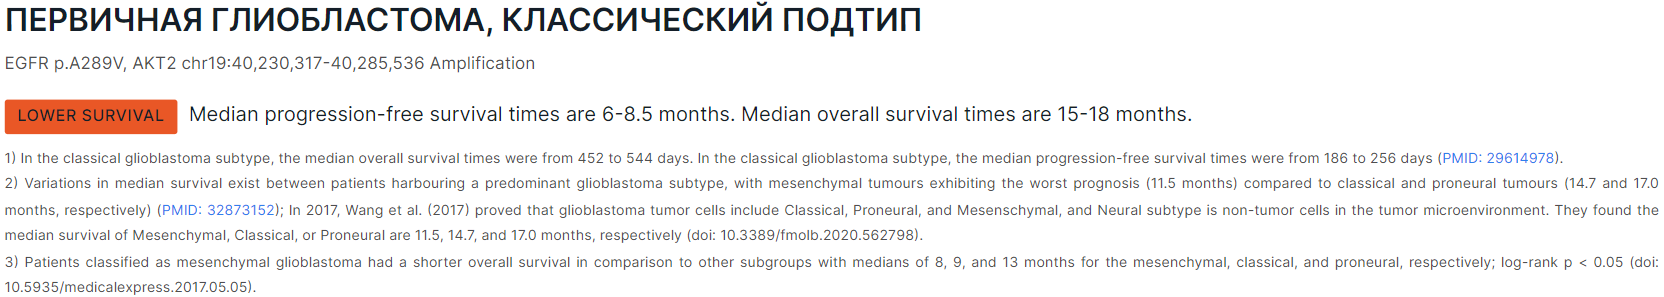 ПЕРВИЧНАЯ ГЛИОБЛАСТОМА, КЛАССИЧЕСКИЙ ПОДТИП
EGFR p.A289V, AKT2 chr19:40,230,317-40,285,536 Amplification
LOWER SURVIVAL Median progression-free survival times are 6-8.5 months. Median overall survival times are 15-18 months.
1) In the classical glioblastoma subtype, the median overall survival times were from 452 to 544 days. In the classical glioblastoma subtype, the median progression-free survival times were from 186 to 256 days (PMID: 29614978).
2) Variations in median survival exist between patients harbouring a predominant glioblastoma subtype, with mesenchymal tumours exhibiting the worst prognosis (11.5 months) compared to classical and proneural tumours (14.7 and 17.0
months, respectively) (PMID: 32873152); In 2017, Wang et al. (2017) proved that glioblastoma tumor cells include Classical, Proneural, and Mesenschymal, and Neural subtype is non-tumor cells in the tumor microenvironment. They found the
median survival of Mesenchymal, Classical, or Proneural are 11.5, 14.7, and 17.0 months, respectively (doi: 10.3389/fmolb.2020.562798).
3) Patients classified as mesenchymal glioblastoma had a shorter overall survival in comparison to other subgroups with medians of 8, 9, and 13 months for the mesenchymal, classical, and proneural, respectively; log-rank p < 0.05 (doi:
10.5935/medicalexpress.2017.05.05).